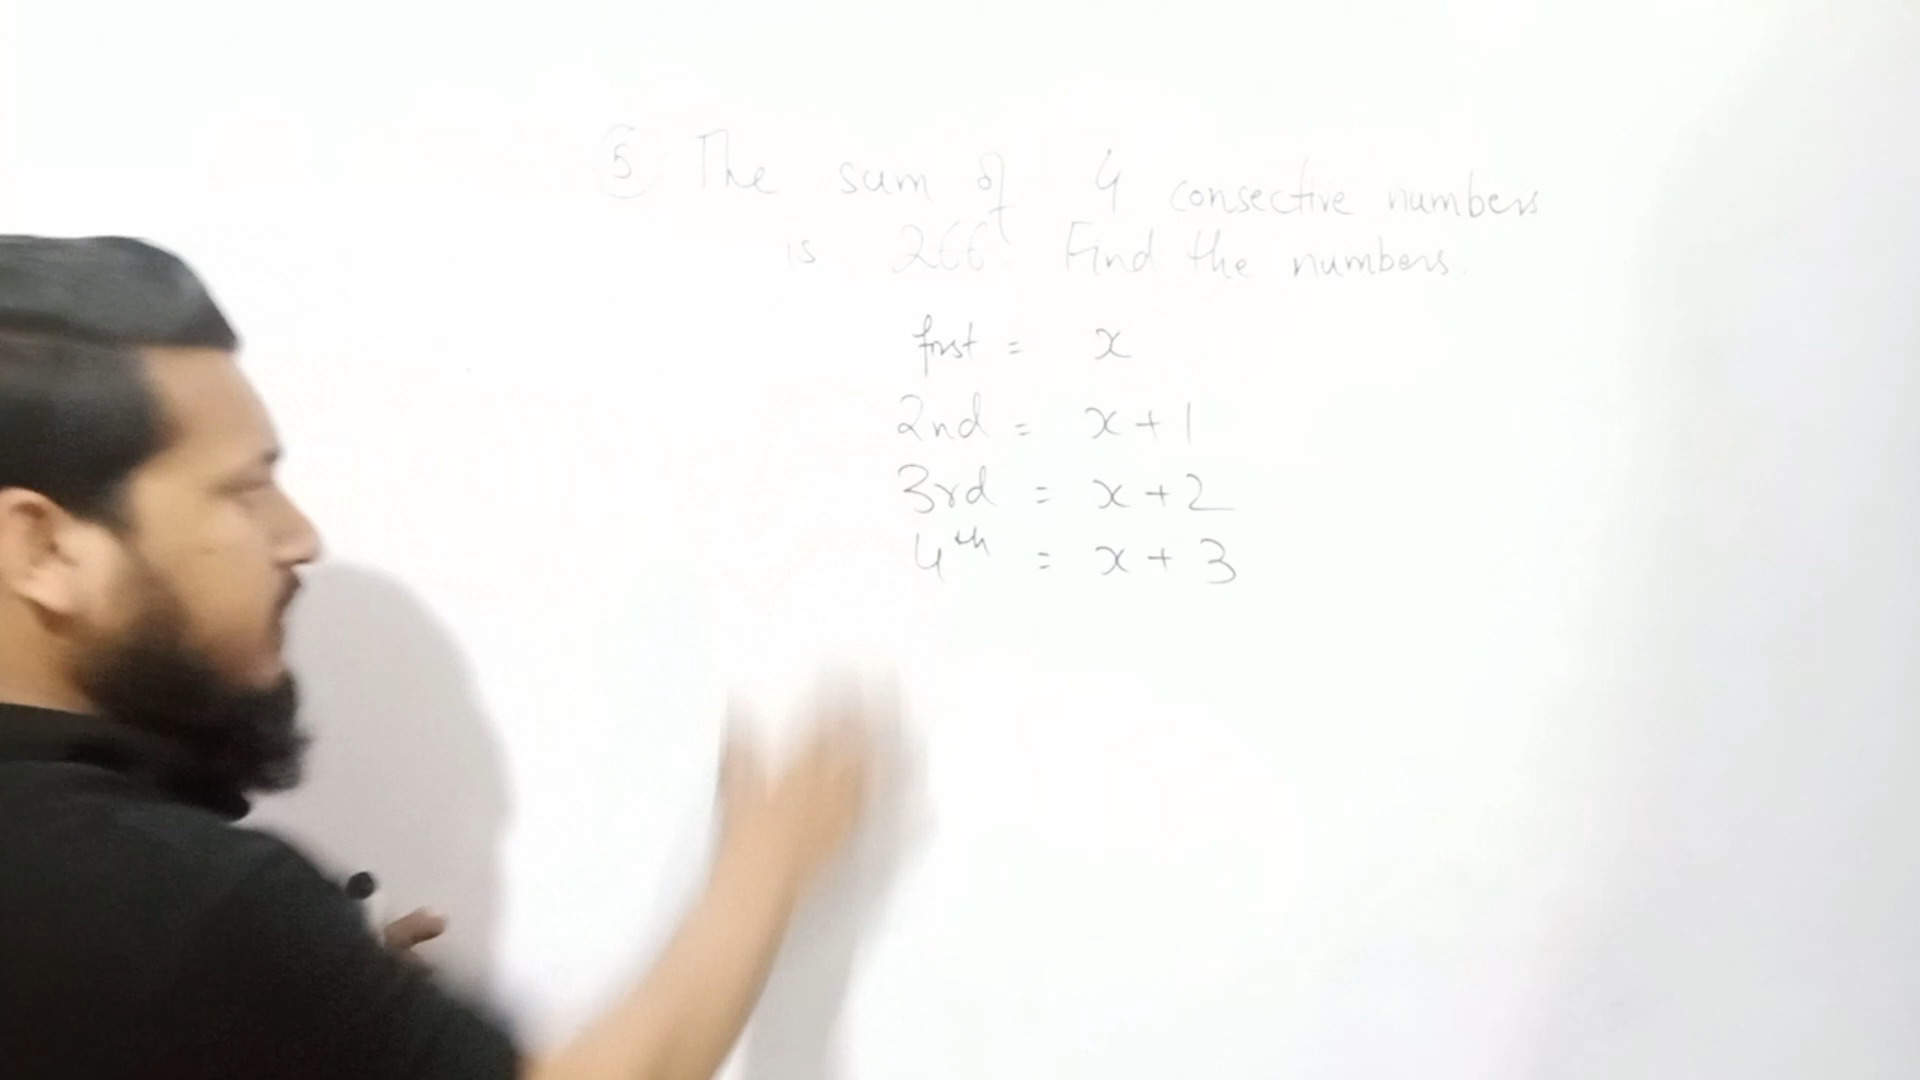 5 The sum of 4 consective numbers
is 266. Find the numbers.
first = x
2nd = x + 1
3rd = x + 2
4th = x + 3